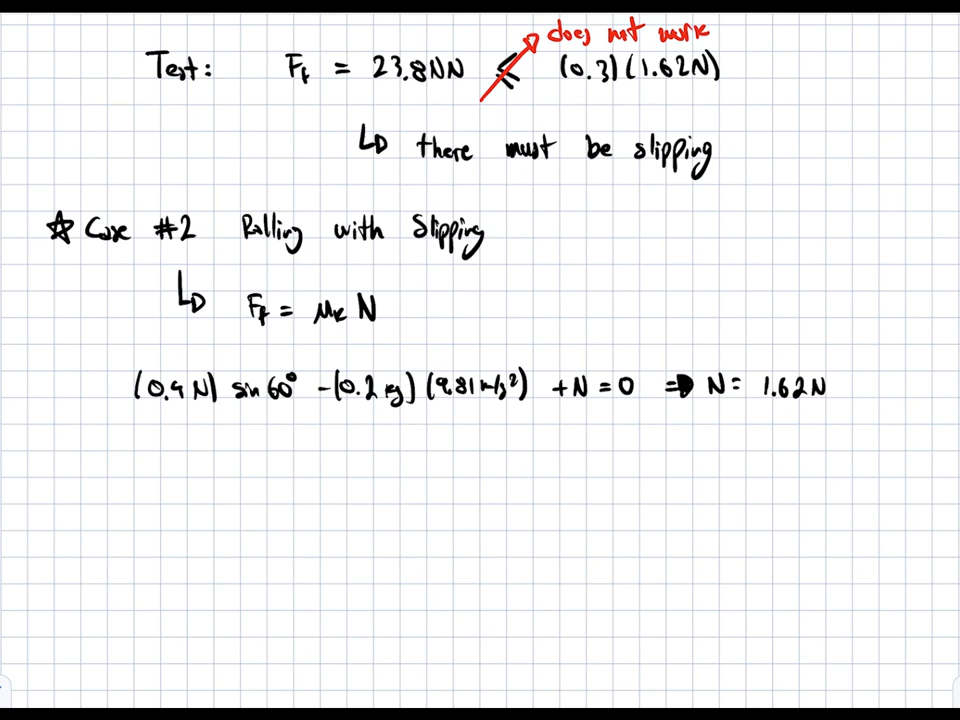 does not work
Test: Ff = 23.8NN ≤ (0.3)(1.62N)
↳ there must be slipping
☆ Case #2 Rolling with Slipping
↳ Ff = μk N
(0.4 N) sin 60° - (0.2 kg)(9.81 m/s²) + N = 0 ⇒ N = 1.62N